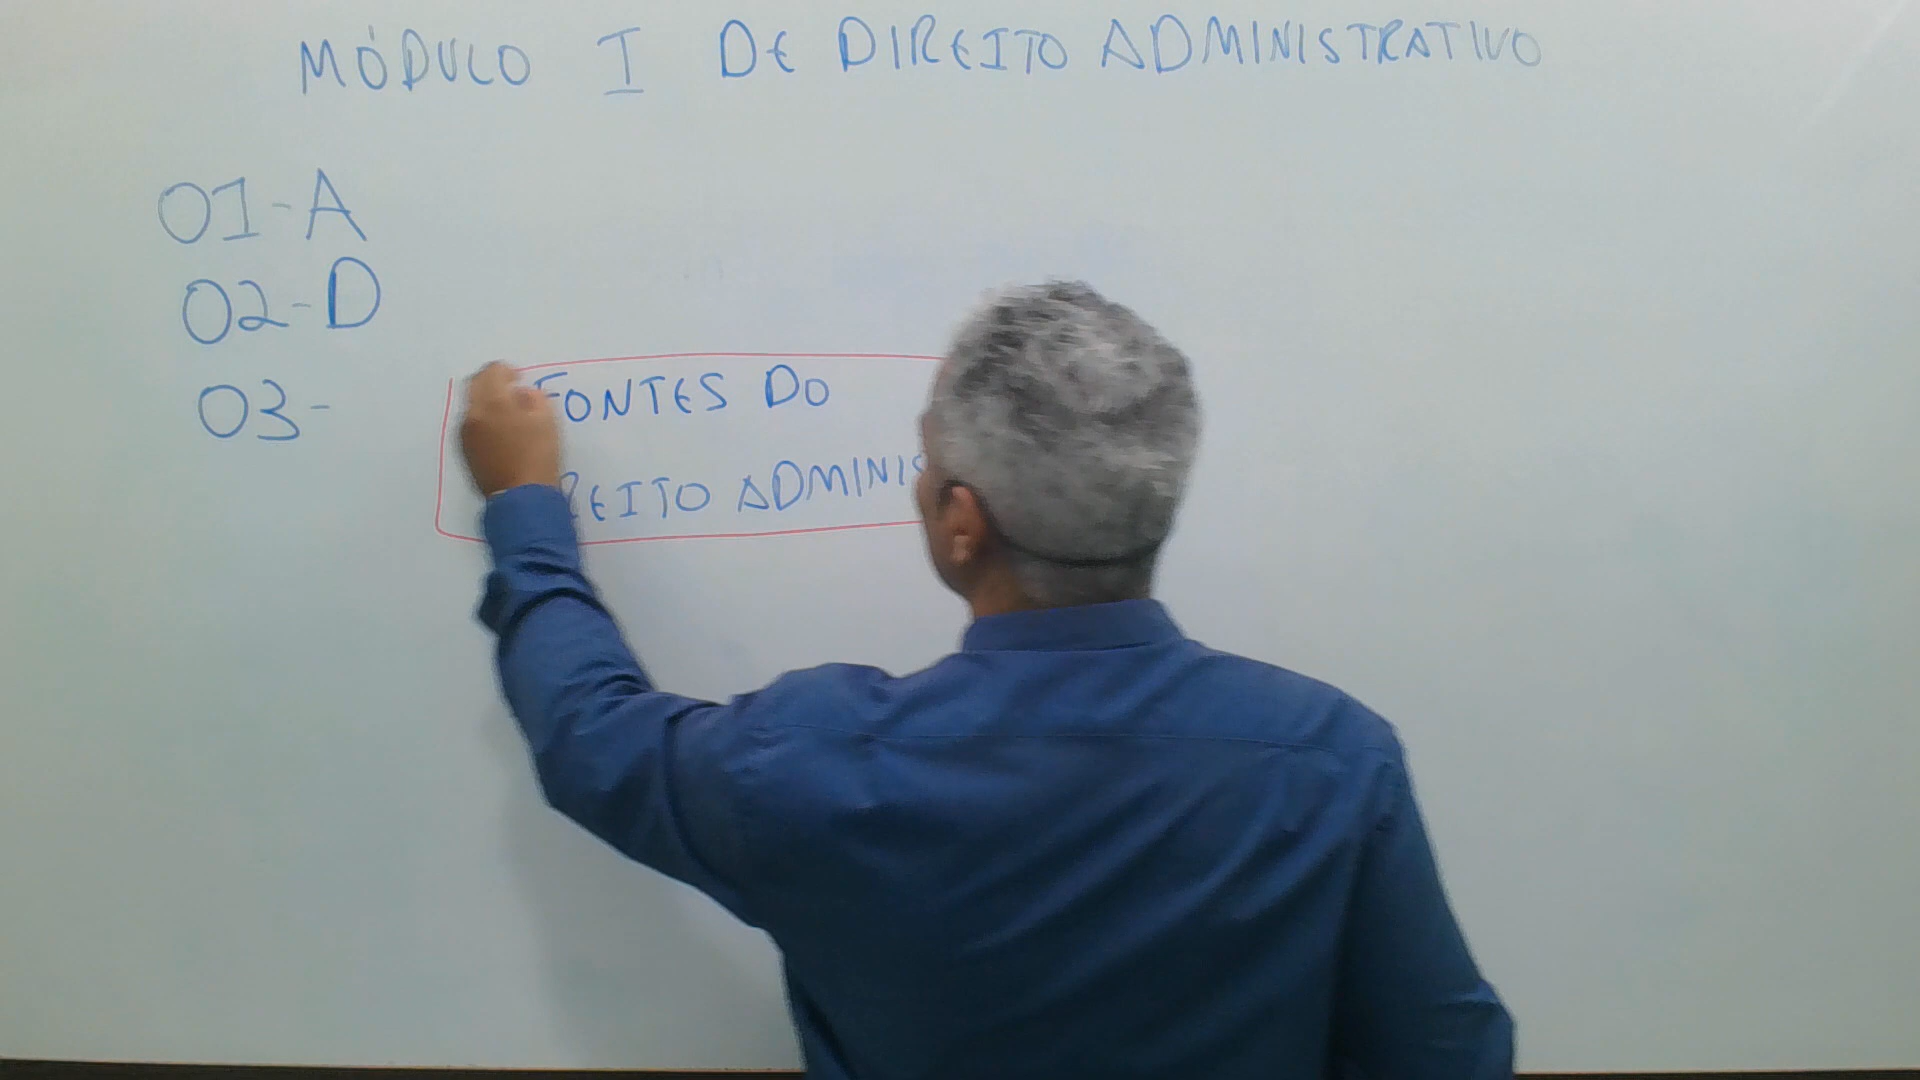 MÓDULO I DE DIREITO ADMINISTRATIVO
01-A
02-D
03-
FONTES DO
REITO ADMINIS